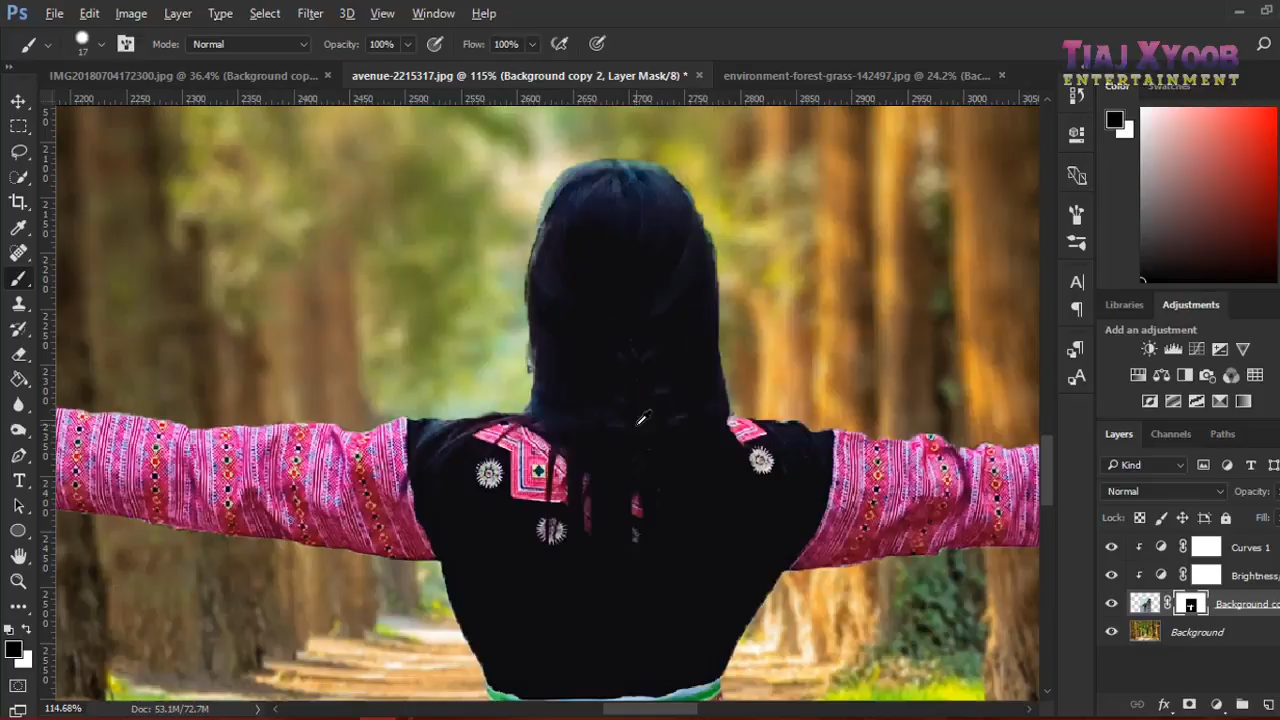 Ps File Edit Image Layer Type Select Filter 3D View Window Help
17 Mode: Normal Opacity: 100% Flow: 100%
TIAJ XYOOB
ENTERTAINMENT
IMG20180704172300.jpg @ 36.4% (Background cop... × avenue-2215317.jpg @ 115% (Background copy 2, Layer Mask/8) * × environment-forest-grass-142497.jpg @ 24.2% (Bac... ×
Color Swatches
2200 2250 2300 2350 2400 2450 2500 2550 2600 2650 2700 2750 2800 2850 2900 2950 3000 305
Libraries Adjustments
Add an adjustment
Layers Channels Paths
Kind
Normal Opacity:
Lock: Fill:
Curves 1
Brightness
Background co
Background
114.68% Doc: 53.1M/72.7M